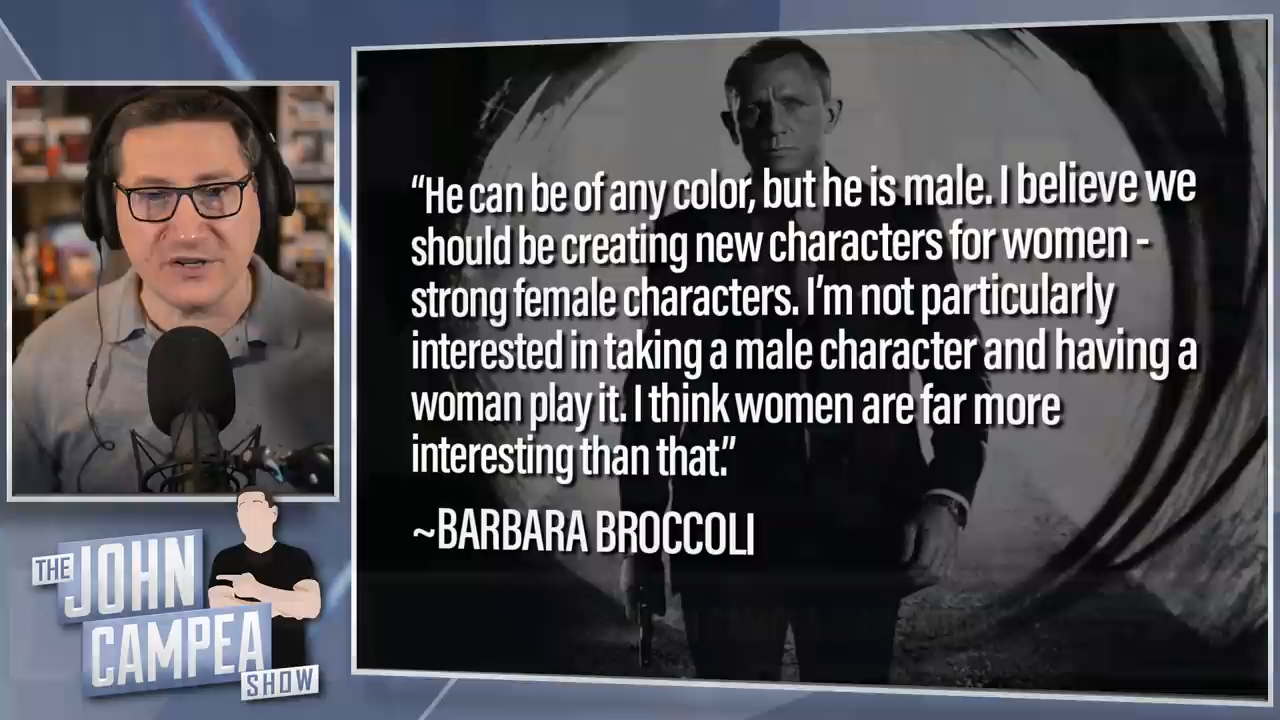 “He can be of any color, but he is male. I believe we
should be creating new characters for women -
strong female characters. I’m not particularly
interested in taking a male character and having a
woman play it. I think women are far more
interesting than that.”
~BARBARA BROCCOLI
THE
JOHN
CAMPEA
SHOW